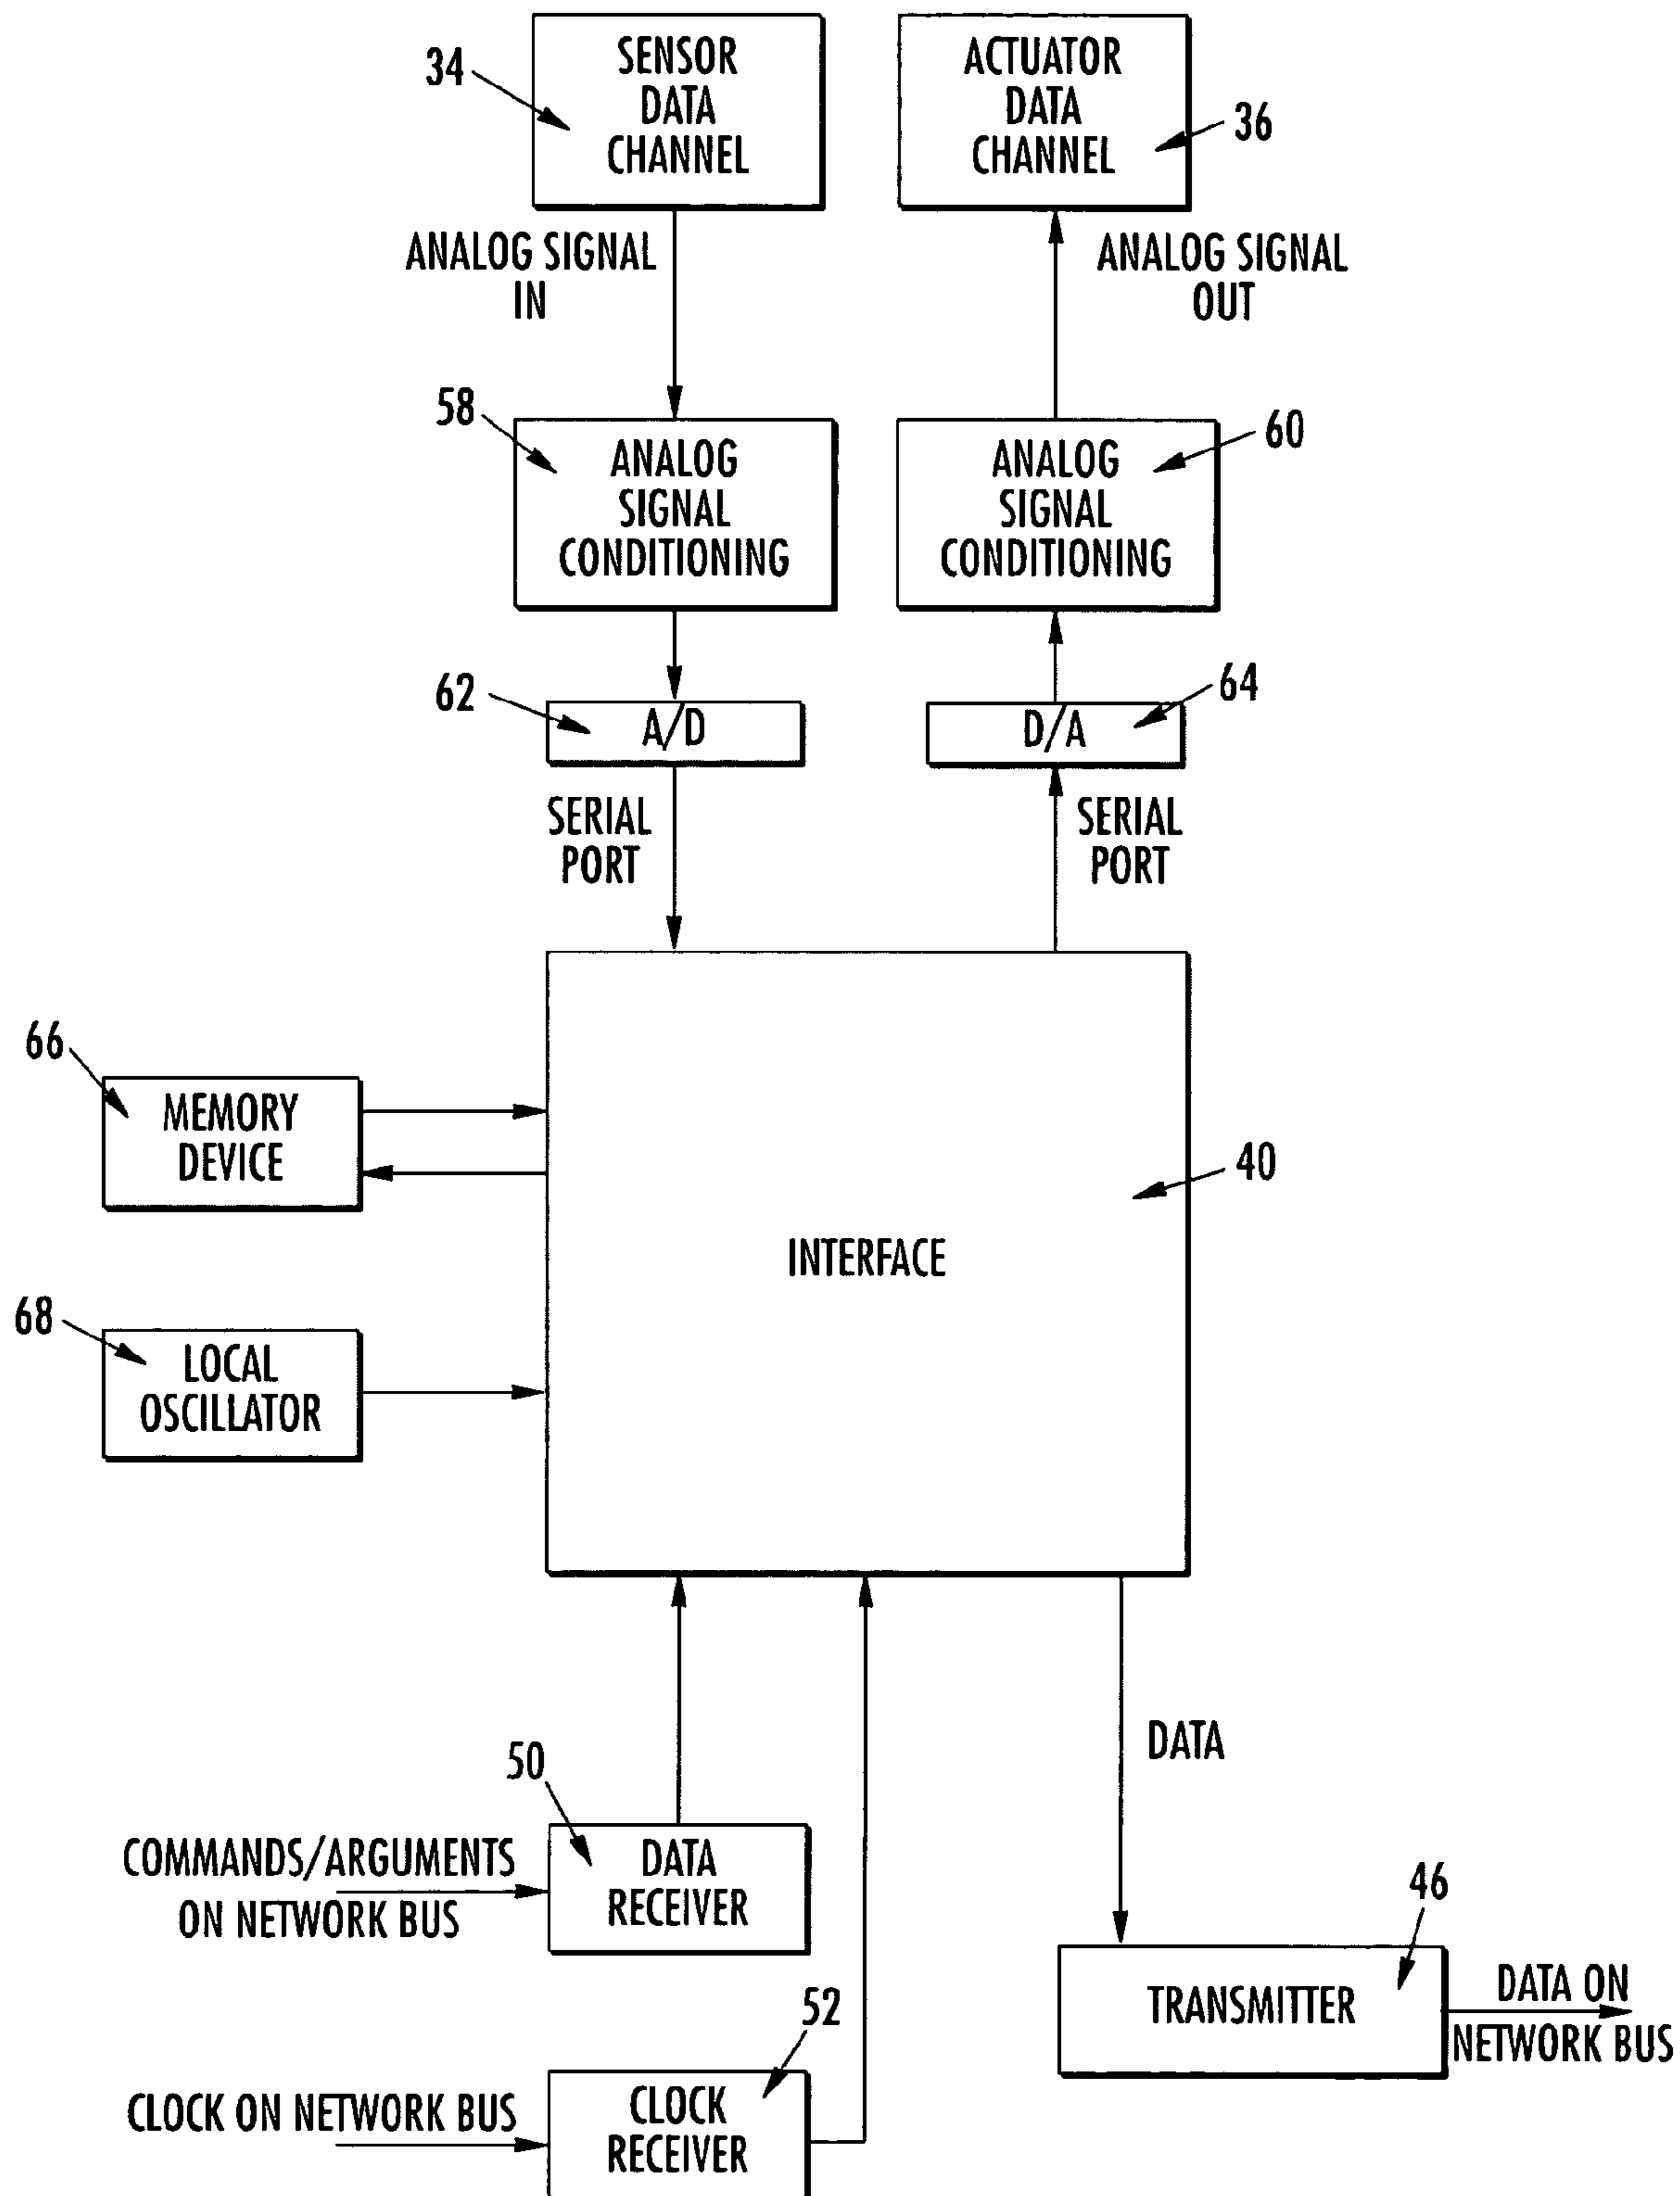 34
SENSOR
DATA
CHANNEL
ACTUATOR
DATA
CHANNEL
36
ANALOG SIGNAL
IN
ANALOG SIGNAL
OUT
58
ANALOG
SIGNAL
CONDITIONING
ANALOG
SIGNAL
CONDITIONING
60
62
A/D
D/A
64
SERIAL
PORT
SERIAL
PORT
66
MEMORY
DEVICE
40
INTERFACE
68
LOCAL
OSCILLATOR
DATA
50
COMMANDS/ARGUMENTS
ON NETWORK BUS
DATA
RECEIVER
46
TRANSMITTER
DATA ON
NETWORK BUS
52
CLOCK ON NETWORK BUS
CLOCK
RECEIVER